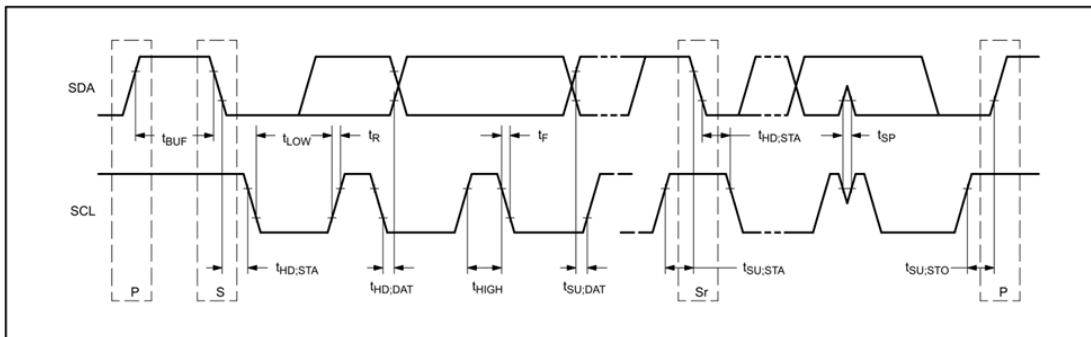 SDA
tBUF
tLOW
tR
tF
tHD;STA
tSP
SCL
tHD;STA
tHD;DAT
tHIGH
tSU;DAT
tSU;STA
tSU;STO
P
S
Sr
P